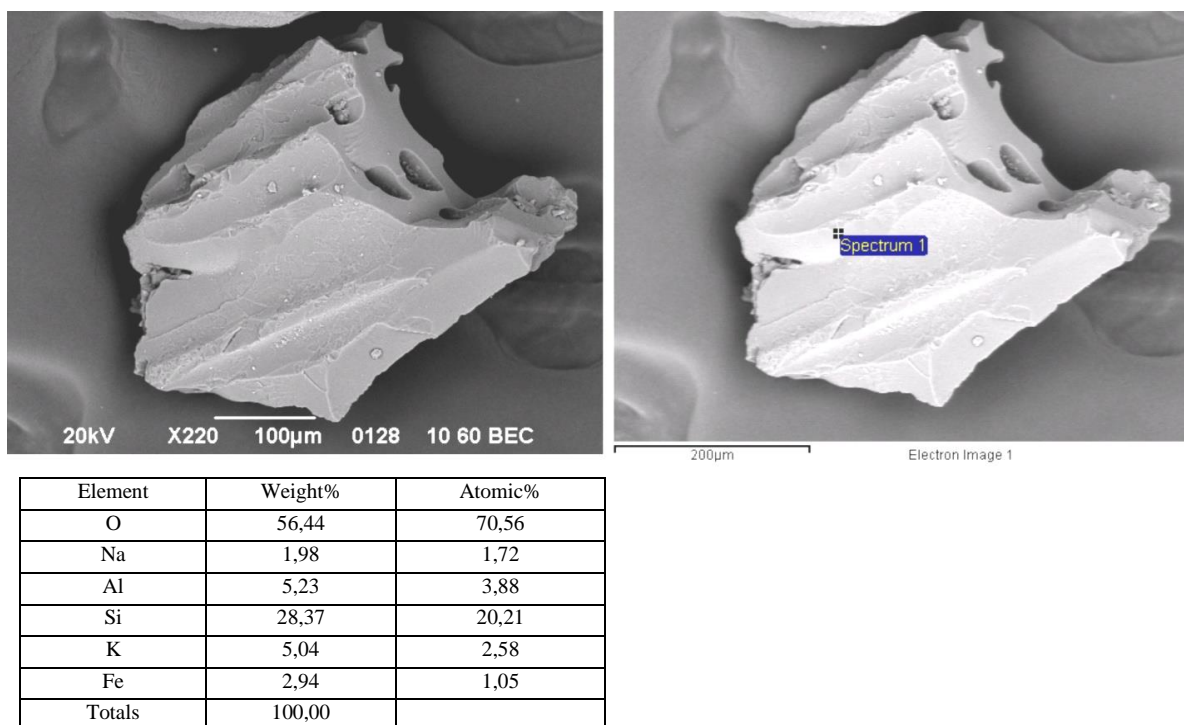 20kV X220 100µm 0128 10 60 BEC
Spectrum 1
200µm Electron Image 1
Element Weight% Atomic%
O 56,44 70,56
Na 1,98 1,72
Al 5,23 3,88
Si 28,37 20,21
K 5,04 2,58
Fe 2,94 1,05
Totals 100,00